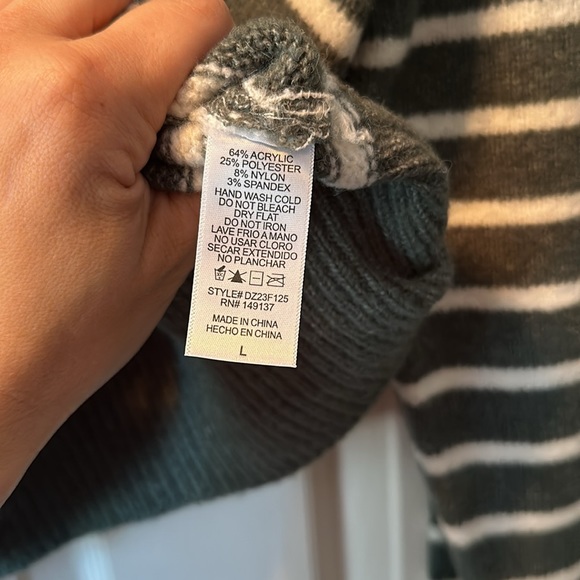 64% ACRYLIC
25% POLYESTER
8% NYLON
3% SPANDEX
HAND WASH COLD
DO NOT BLEACH
DRY FLAT
DO NOT IRON
LAVE FRIO A MANO
NO USAR CLORO
SECAR EXTENDIDO
NO PLANCHAR
STYLE# DZ23F125
RN# 149137
MADE IN CHINA
HECHO EN CHINA
L